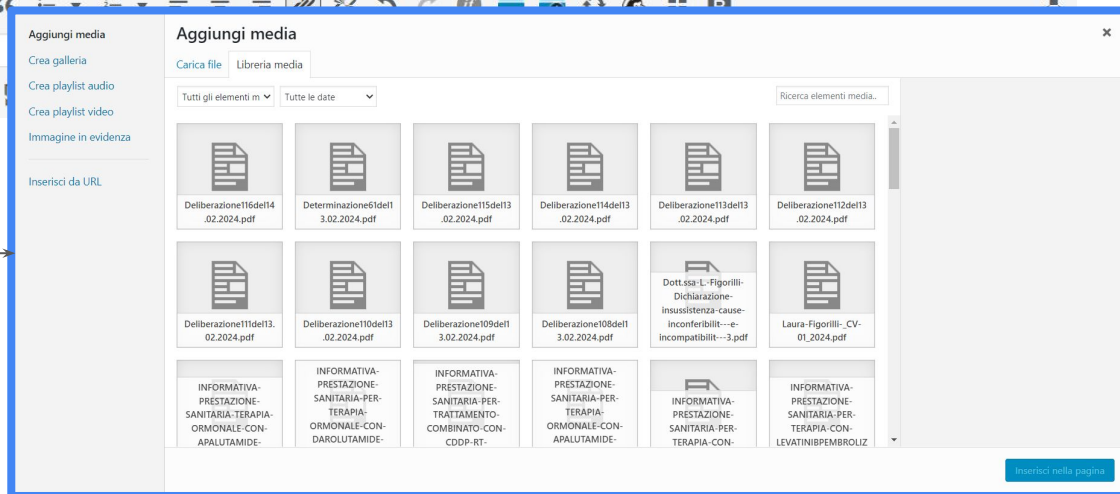 Aggiungi media
Crea galleria
Crea playlist audio
Crea playlist video
Immagine in evidenza
Inserisci da URL
Aggiungi media
Carica file Libreria media
Tutti gli elementi m Tutte le date Ricerca elementi media..
Deliberazione116del14
.02.2024.pdf
Determinazione61del1
3.02.2024.pdf
Deliberazione115del13
.02.2024.pdf
Deliberazione114del13
.02.2024.pdf
Deliberazione113del13
.02.2024.pdf
Deliberazione112del13
.02.2024.pdf
Deliberazione111del13.
02.2024.pdf
Deliberazione110del13
.02.2024.pdf
Deliberazione109del1
3.02.2024.pdf
Deliberazione108del1
3.02.2024.pdf
Dott.ssa-L.-Figorilli-
Dichiarazione-
insussistenza-cause-
inconferibilit---e-
incompatibilit---3.pdf
Laura-Figorilli-_CV-
01_2024.pdf
INFORMATIVA-
PRESTAZIONE-
SANITARIA-TERAPIA-
ORMONALE-CON-
APALUTAMIDE-
INFORMATIVA-
PRESTAZIONE-
SANITARIA-PER-
TERAPIA-
ORMONALE-CON-
DAROLUTAMIDE-
INFORMATIVA-
PRESTAZIONE-
SANITARIA-PER-
TRATTAMENTO-
COMBINATO-CON-
CDDP-RT-
INFORMATIVA-
PRESTAZIONE-
SANITARIA-PER-
TERAPIA-
ORMONALE-CON-
APALUTAMIDE-
INFORMATIVA-
PRESTAZIONE-
SANITARIA-PER-
TERAPIA-CON-
INFORMATIVA-
PRESTAZIONE-
SANITARIA-PER-
TERAPIA-CON-
LEVATINIBPEMBROLIZ
Inserisci nella pagina